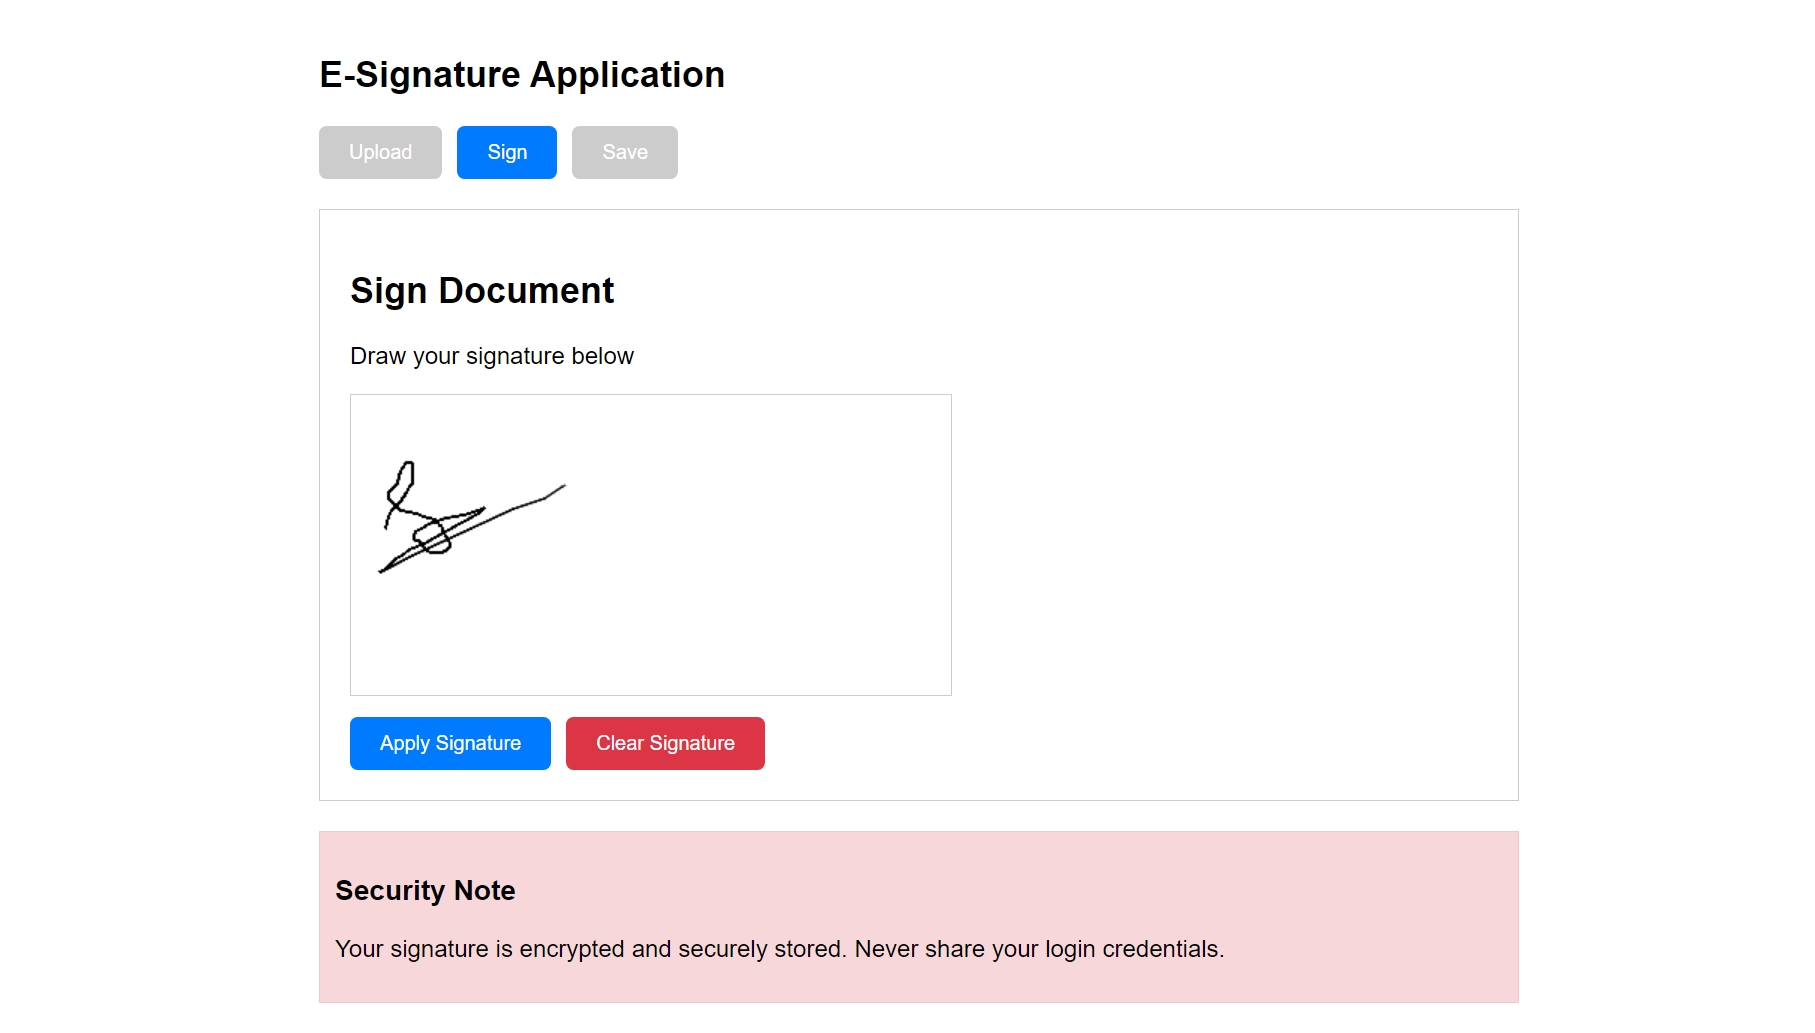 E-Signature Application
Upload Sign Save
Sign Document
Draw your signature below
Apply Signature Clear Signature
Security Note
Your signature is encrypted and securely stored. Never share your login credentials.